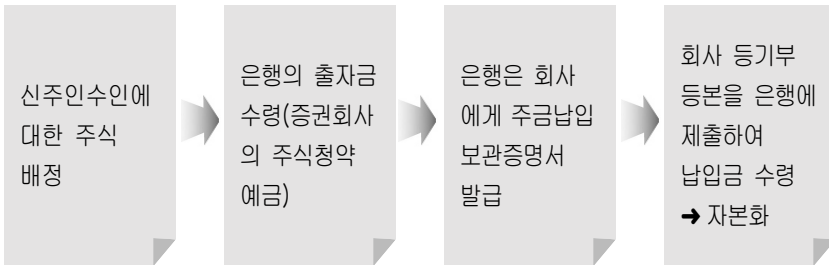 신주인수인에
대한 주식
배정
은행의 출자금
수령(증권회사
의 주식청약
예금)
은행은 회사
에게 주금납입
보관증명서
발급
회사 등기부
등본을 은행에
제출하여
납입금 수령
➜ 자본화